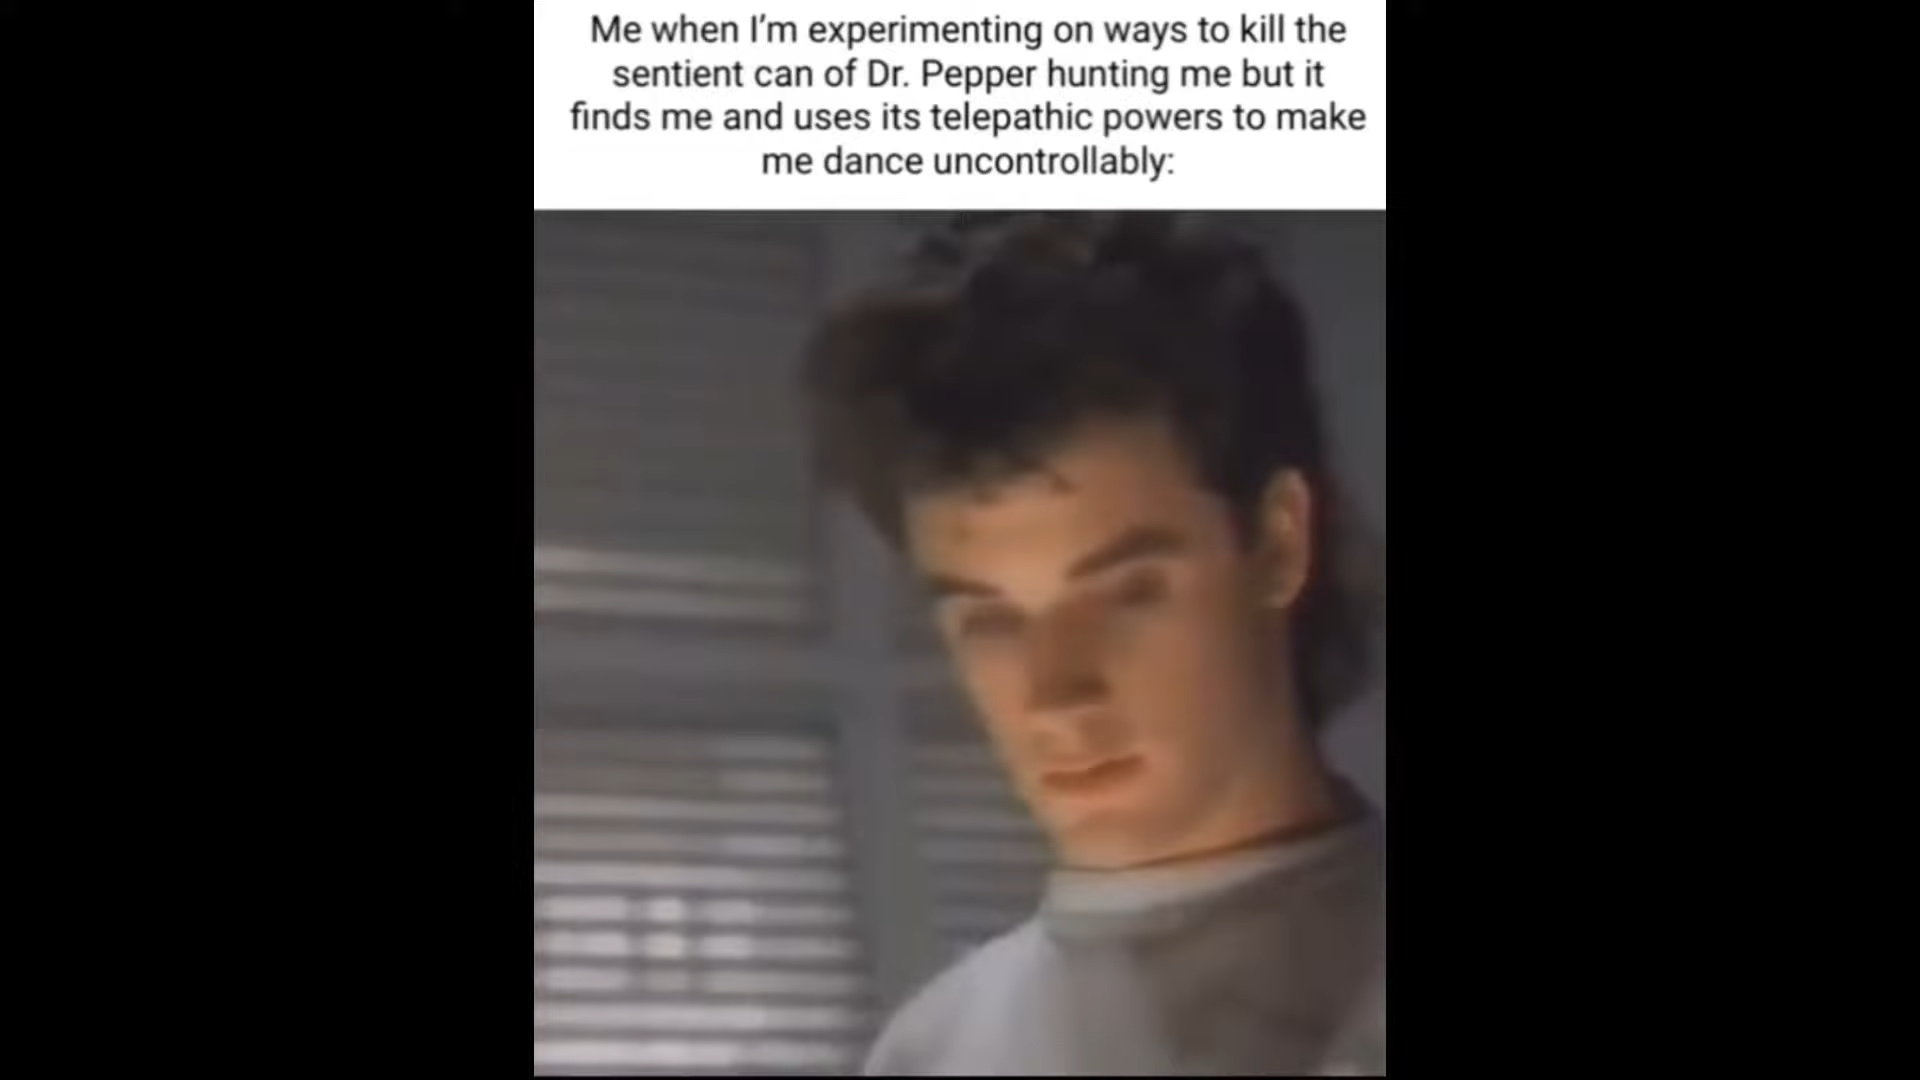 Me when I’m experimenting on ways to kill the
sentient can of Dr. Pepper hunting me but it
finds me and uses its telepathic powers to make
me dance uncontrollably: